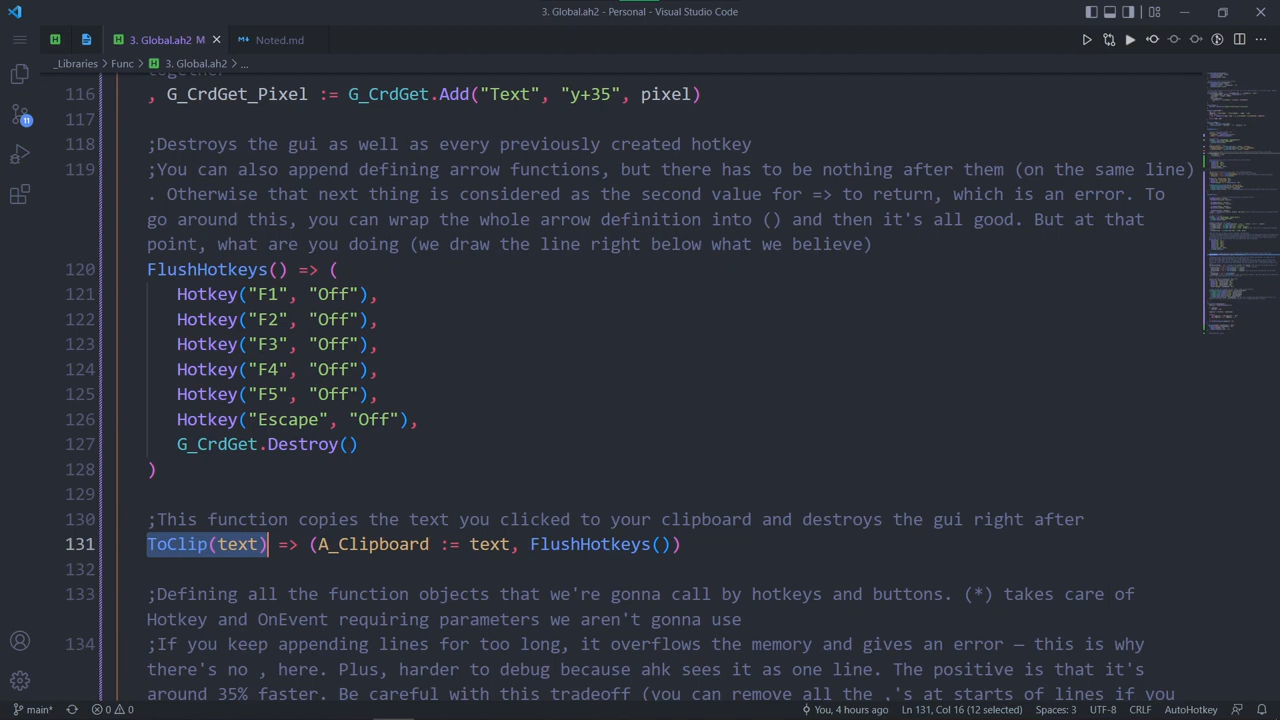 3. Global.ah2 - Personal - Visual Studio Code
3. Global.ah2 M
Noted.md
_Libraries > Func > 3. Global.ah2 > ...
together
116 , G_CrdGet_Pixel := G_CrdGet.Add("Text", "y+35", pixel)
117
118 ;Destroys the gui as well as every previously created hotkey
119 ;You can also append defining arrow functions, but there has to be nothing after them (on the same line)
. Otherwise that next thing is considered as the second value for => to return, which is an error. To
go around this, you can wrap the whole arrow definition into () and then it's all good. But at that
point, what are you doing (we draw the line right below what we believe)
120 FlushHotkeys() => (
121 Hotkey("F1", "Off"),
122 Hotkey("F2", "Off"),
123 Hotkey("F3", "Off"),
124 Hotkey("F4", "Off"),
125 Hotkey("F5", "Off"),
126 Hotkey("Escape", "Off"),
127 G_CrdGet.Destroy()
128 )
129
130 ;This function copies the text you clicked to your clipboard and destroys the gui right after
131 ToClip(text) => (A_Clipboard := text, FlushHotkeys())
132
133 ;Defining all the function objects that we're gonna call by hotkeys and buttons. (*) takes care of
Hotkey and OnEvent requiring parameters we aren't gonna use
134 ;If you keep appending lines for too long, it overflows the memory and gives an error — this is why
there's no , here. Plus, harder to debug because ahk sees it as one line. The positive is that it's
around 35% faster. Be careful with this tradeoff (you can remove all the ,'s at starts of lines if you
11
main* 0 0 You, 4 hours ago Ln 131, Col 16 (12 selected) Spaces: 3 UTF-8 CRLF AutoHotkey